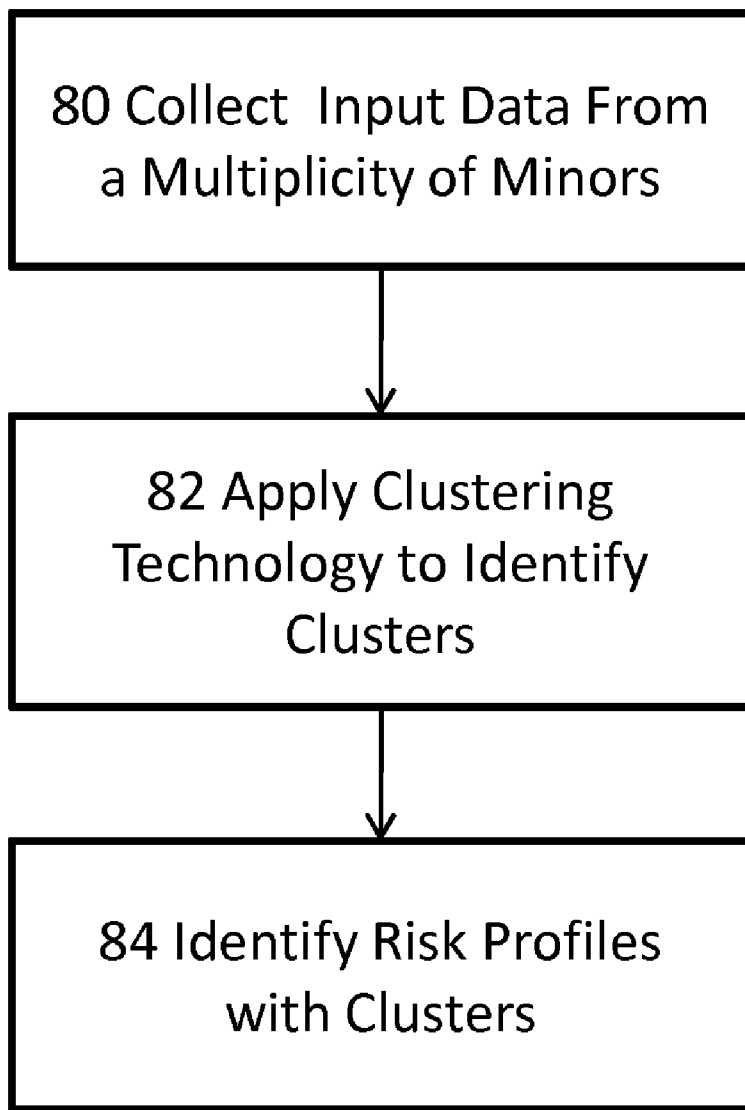 80 Collect Input Data From
a Multiplicity of Minors
82 Apply Clustering
Technology to Identify
Clusters
84 Identify Risk Profiles
with Clusters